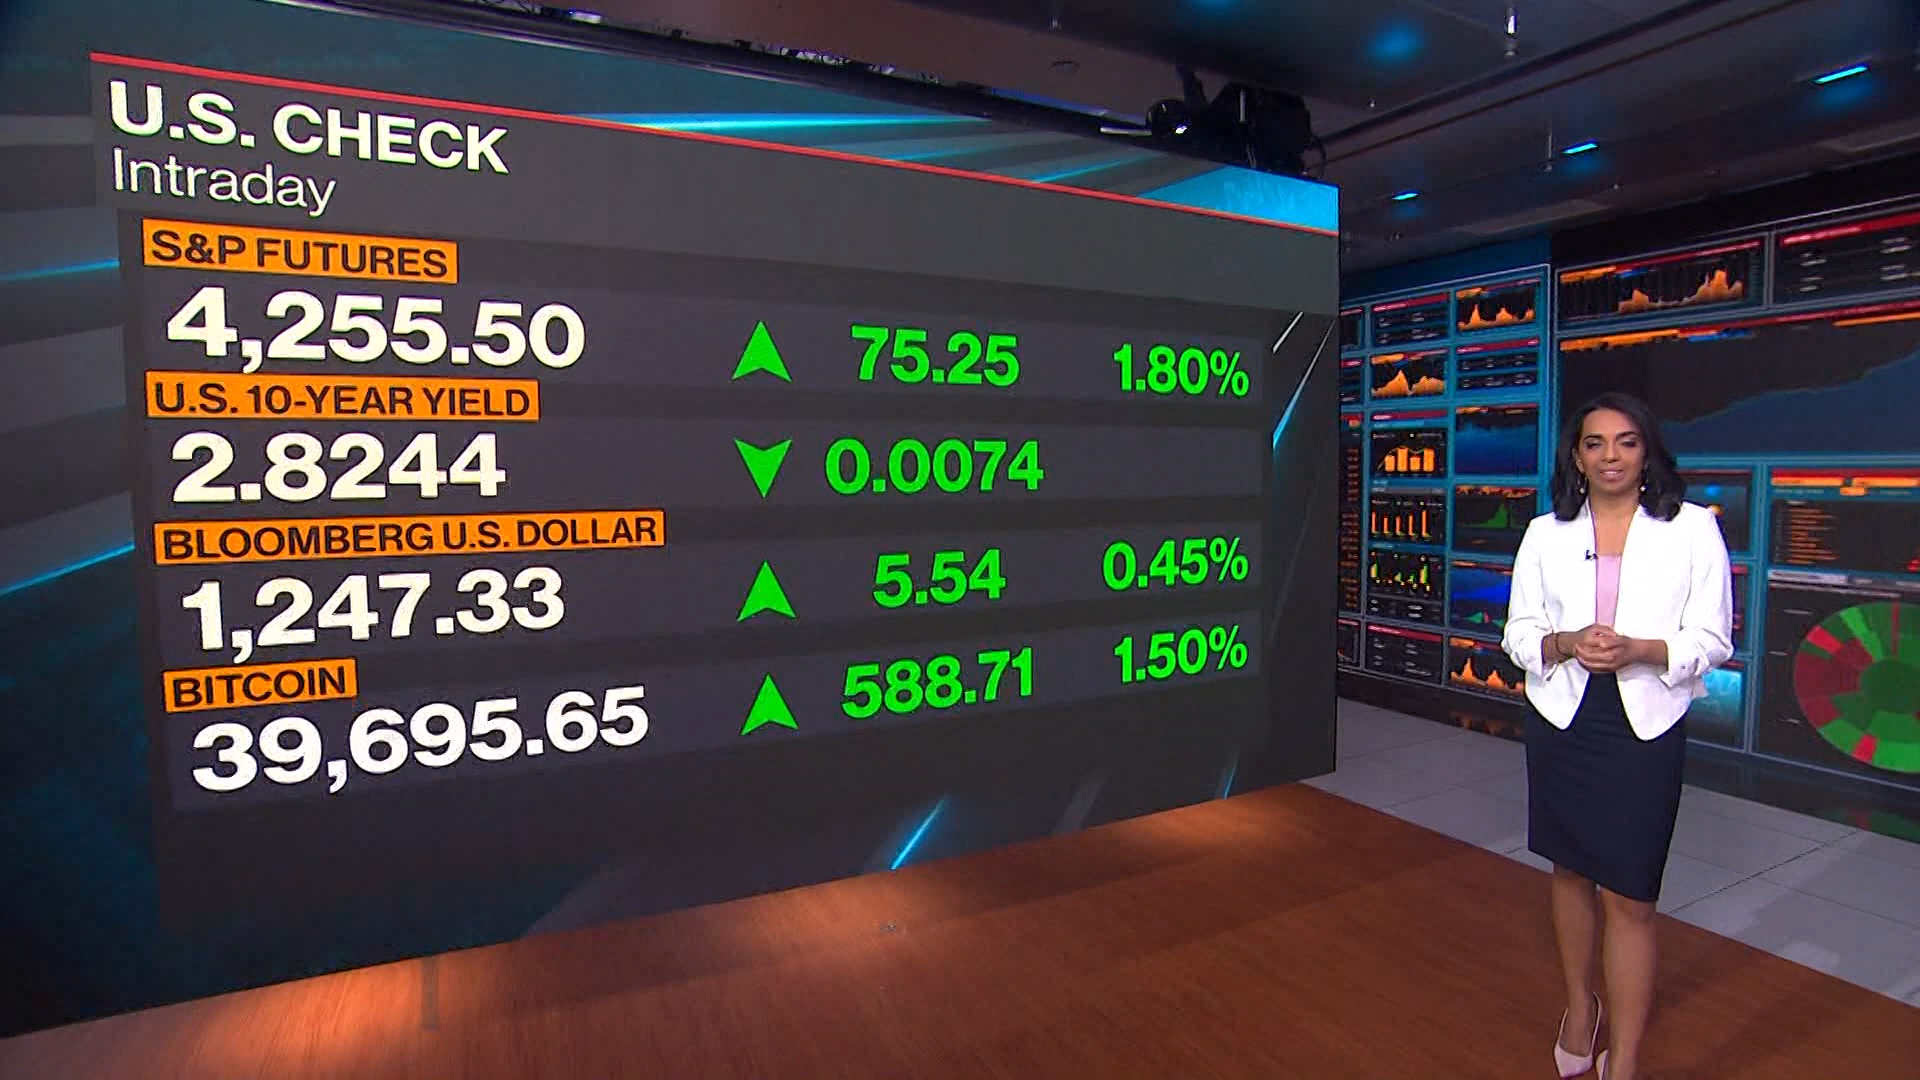 U.S. CHECK
Intraday
S&P FUTURES
4,255.50 75.25 1.80%
U.S. 10-YEAR YIELD
2.8244 0.0074
BLOOMBERG U.S. DOLLAR
1,247.33 5.54 0.45%
BITCOIN
39,695.65 588.71 1.50%